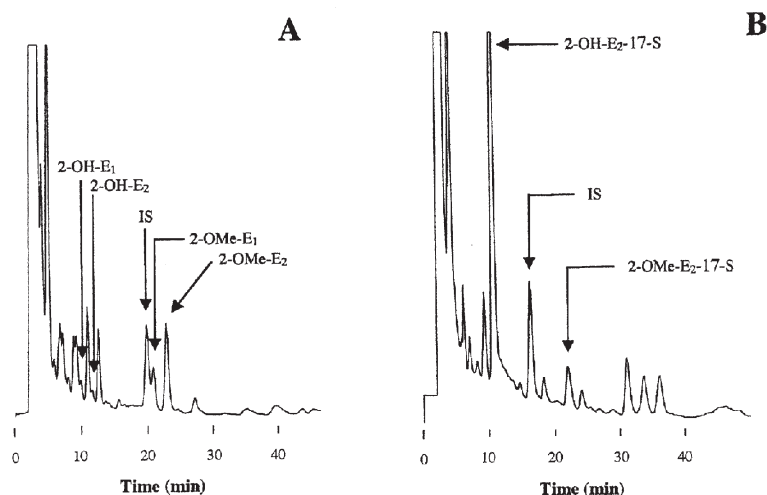 A
2-OH-E1
2-OH-E2
IS
2-OMe-E1
2-OMe-E2
0 10 20 30 40
Time (min)
B
2-OH-E2-17-S
IS
2-OMe-E2-17-S
0 10 20 30 40
Time (min)